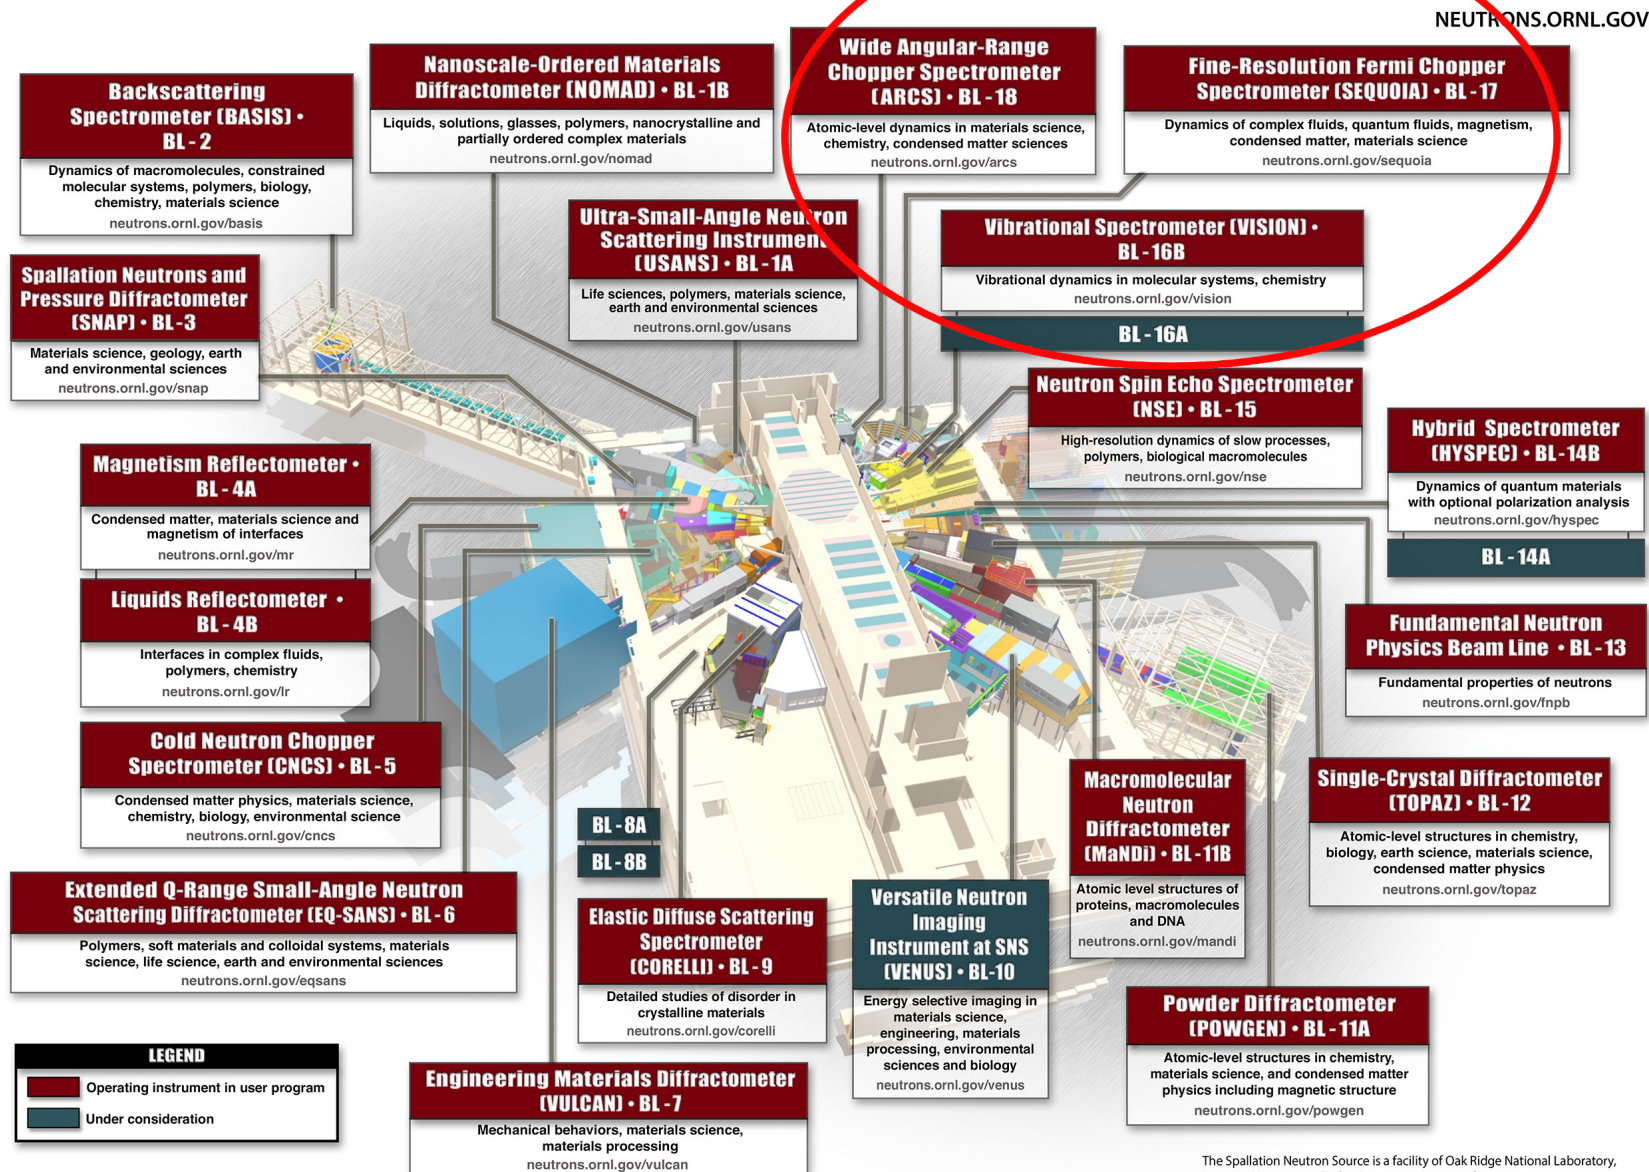 NEUTRONS.ORNL.GOV
Backscattering
Spectrometer (BASIS) •
BL - 2
Dynamics of macromolecules, constrained
molecular systems, polymers, biology,
chemistry, materials science
neutrons.ornl.gov/basis
Nanoscale-Ordered Materials
Diffractometer (NOMAD) • BL - 1B
Liquids, solutions, glasses, polymers, nanocrystalline and
partially ordered complex materials
neutrons.ornl.gov/nomad
Wide Angular-Range
Chopper Spectrometer
(ARCS) • BL - 18
Atomic-level dynamics in materials science,
chemistry, condensed matter sciences
neutrons.ornl.gov/arcs
Fine-Resolution Fermi Chopper
Spectrometer (SEQUOIA) • BL - 17
Dynamics of complex fluids, quantum fluids, magnetism,
condensed matter, materials science
neutrons.ornl.gov/sequoia
Ultra-Small-Angle Neutron
Scattering Instrument
(USANS) • BL - 1A
Life sciences, polymers, materials science,
earth and environmental sciences
neutrons.ornl.gov/usans
Vibrational Spectrometer (VISION) •
BL - 16B
Vibrational dynamics in molecular systems, chemistry
neutrons.ornl.gov/vision
BL - 16A
Spallation Neutrons and
Pressure Diffractometer
(SNAP) • BL - 3
Materials science, geology, earth
and environmental sciences
neutrons.ornl.gov/snap
Neutron Spin Echo Spectrometer
(NSE) • BL - 15
High-resolution dynamics of slow processes,
polymers, biological macromolecules
neutrons.ornl.gov/nse
Hybrid Spectrometer
(HYSPEC) • BL - 14B
Dynamics of quantum materials
with optional polarization analysis
neutrons.ornl.gov/hyspec
BL - 14A
Magnetism Reflectometer •
BL - 4A
Condensed matter, materials science and
magnetism of interfaces
neutrons.ornl.gov/mr
Liquids Reflectometer •
BL - 4B
Interfaces in complex fluids,
polymers, chemistry
neutrons.ornl.gov/lr
Fundamental Neutron
Physics Beam Line • BL - 13
Fundamental properties of neutrons
neutrons.ornl.gov/fnpb
Cold Neutron Chopper
Spectrometer (CNCS) • BL - 5
Condensed matter physics, materials science,
chemistry, biology, environmental science
neutrons.ornl.gov/cncs
Single-Crystal Diffractometer
(TOPAZ) • BL - 12
Atomic-level structures in chemistry,
biology, earth science, materials science,
condensed matter physics
neutrons.ornl.gov/topaz
Macromolecular
Neutron
Diffractometer
(MaNDi) • BL - 11B
Atomic level structures of
proteins, macromolecules
and DNA
neutrons.ornl.gov/mandi
BL - 8A
BL - 8B
Extended Q-Range Small-Angle Neutron
Scattering Diffractometer (EQ-SANS) • BL - 6
Polymers, soft materials and colloidal systems, materials
science, life science, earth and environmental sciences
neutrons.ornl.gov/eqsans
Elastic Diffuse Scattering
Spectrometer
(CORELLI) • BL - 9
Detailed studies of disorder in
crystalline materials
neutrons.ornl.gov/corelli
Versatile Neutron
Imaging
Instrument at SNS
(VENUS) • BL-10
Energy selective imaging in
materials science,
engineering, materials
processing, environmental
sciences and biology
neutrons.ornl.gov/venus
Powder Diffractometer
(POWGEN) • BL - 11A
Atomic-level structures in chemistry,
materials science, and condensed matter
physics including magnetic structure
neutrons.ornl.gov/powgen
LEGEND
Operating instrument in user program
Under consideration
Engineering Materials Diffractometer
(VULCAN) • BL - 7
Mechanical behaviors, materials science,
materials processing
neutrons.ornl.gov/vulcan
The Spallation Neutron Source is a facility of Oak Ridge National Laboratory,